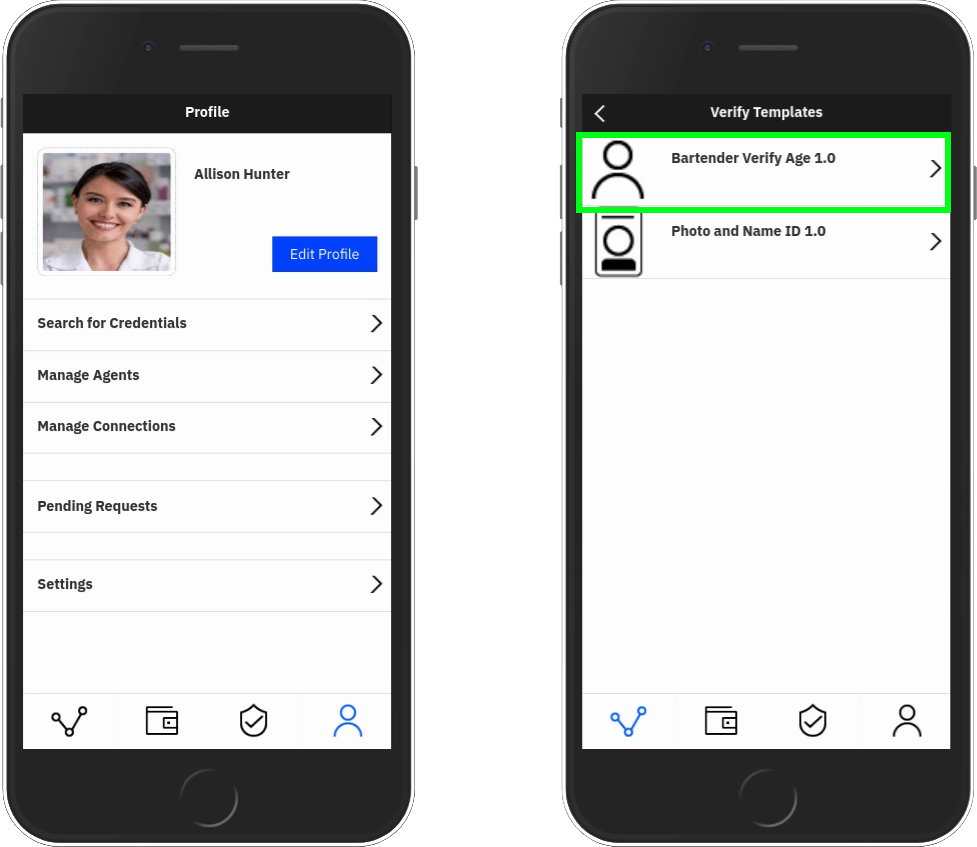 Profile
Allison Hunter
Edit Profile
Search for Credentials
Manage Agents
Manage Connections
Pending Requests
Settings
Verify Templates
Bartender Verify Age 1.0
Photo and Name ID 1.0